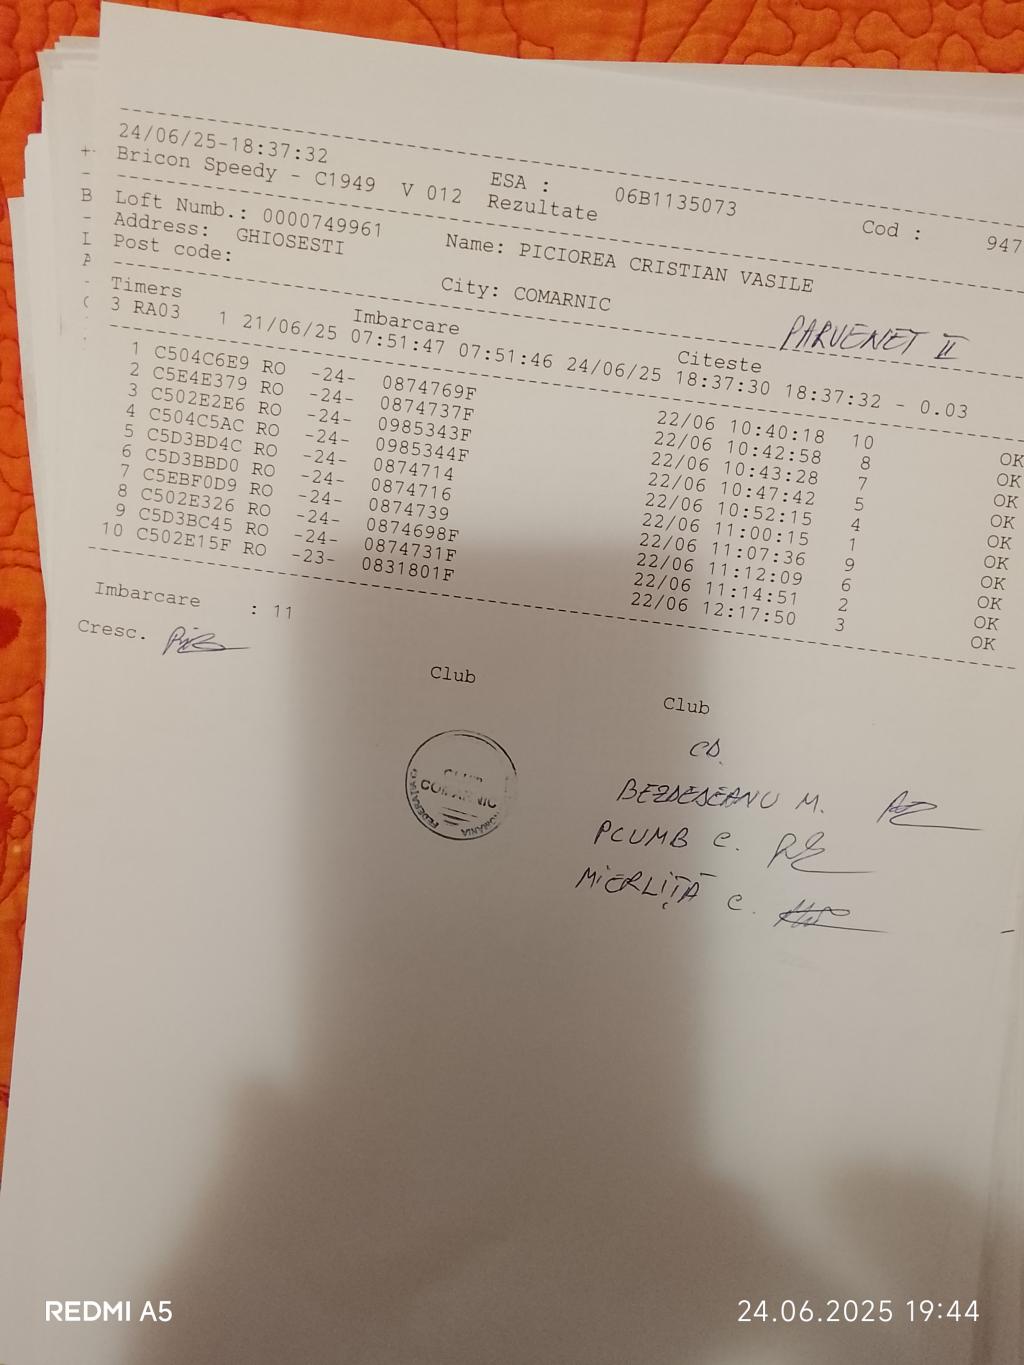 24/06/25-18:37:32
Bricon Speedy - C1949 V 012 ESA : 06B1135073
Rezultate Cod : 947
Loft Numb.: 0000749961 Name: PICIOREA CRISTIAN VASILE
Address: GHIOSESTI
Post code: City: COMARNIC
PARVENET II
Timers Imbarcare Citeste
3 RA03 1 21/06/25 07:51:47 07:51:46 24/06/25 18:37:30 18:37:32 - 0.03
1 C504C6E9 RO -24- 0874769F 22/06 10:40:18 10 OK
2 C5E4E379 RO -24- 0874737F 22/06 10:42:58 8 OK
3 C502E2E6 RO -24- 0985343F 22/06 10:43:28 7 OK
4 C504C5AC RO -24- 0985344F 22/06 10:47:42 5 OK
5 C5D3BD4C RO -24- 0874714 22/06 10:52:15 4 OK
6 C5D3BBD0 RO -24- 0874716 22/06 11:00:15 1 OK
7 C5EBF0D9 RO -24- 0874739 22/06 11:07:36 9 OK
8 C502E326 RO -24- 0874698F 22/06 11:12:09 6 OK
9 C5D3BC45 RO -24- 0874731F 22/06 11:14:51 2 OK
10 C502E15F RO -23- 0831801F 22/06 12:17:50 3 OK
Imbarcare : 11
Cresc.
Club Club
CLUB
COMARNIC
CD.
BEZDEDEANU M.
PLUMB C.
MIERLIȚĂ C.
REDMI A5 24.06.2025 19:44